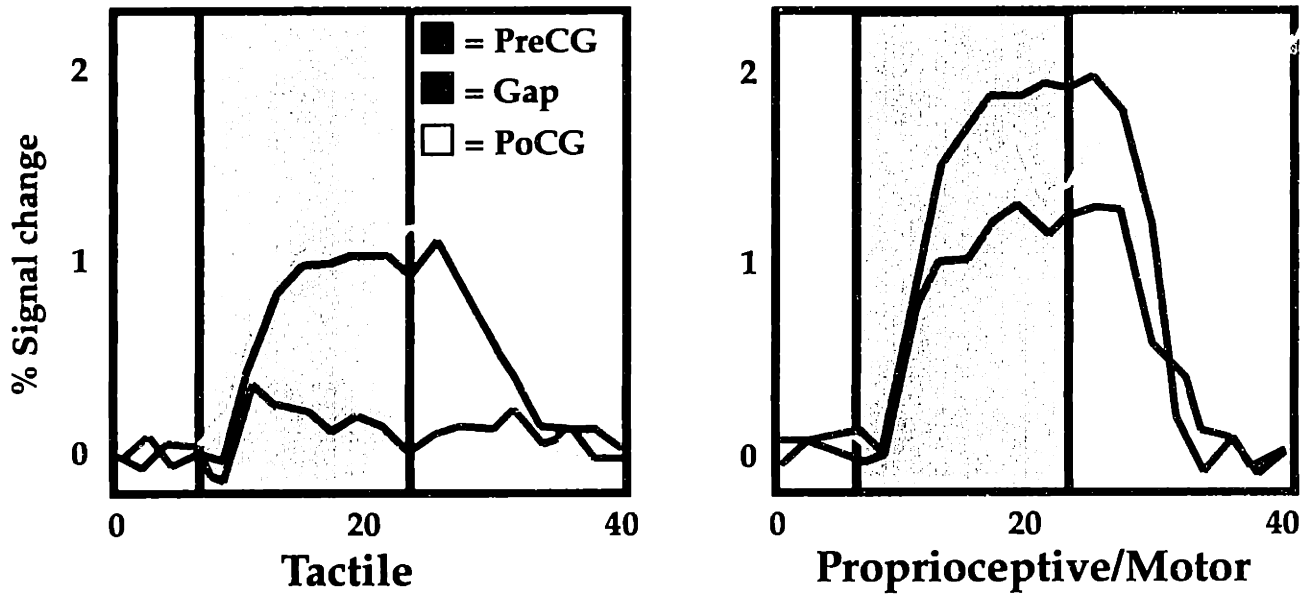 % Signal change
2
1
0
= PreCG
= Gap
= PoCG
0 20 40
Tactile
2
1
0
0 20 40
Proprioceptive/Motor